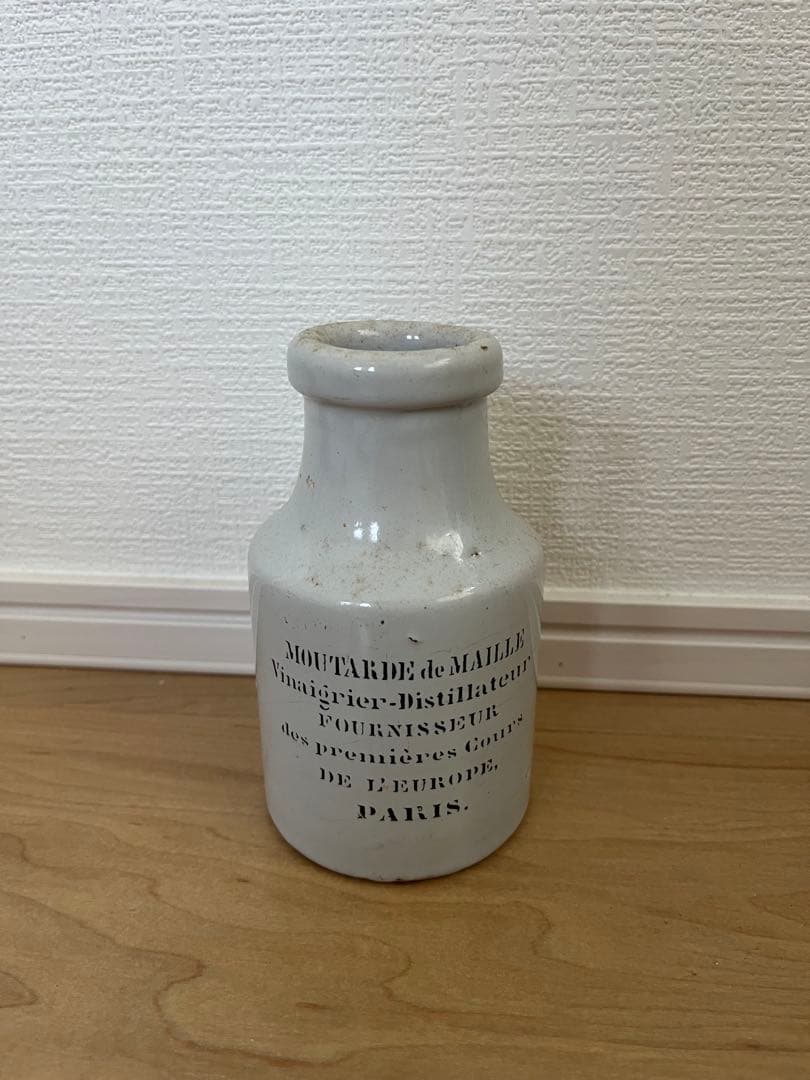 MOUTARDE de MAILLE
Vinaigrier-Distillateur
FOURNISSEUR
des premières Cours
DE L'EUROPE,
PARIS.